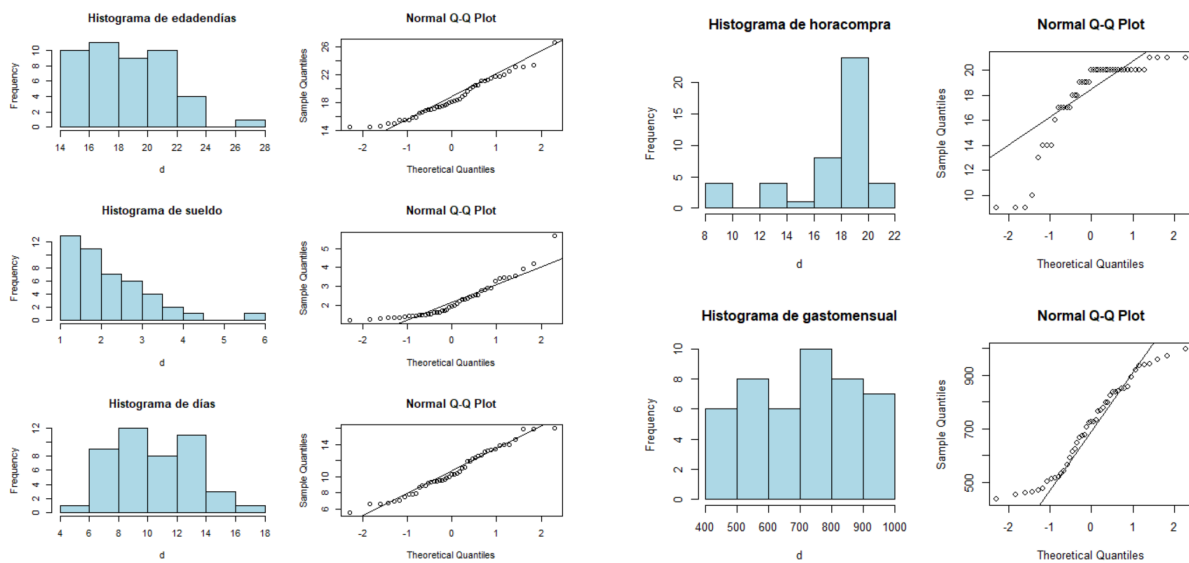 Histograma de edadendías
Frequency
0 2 4 6 8 10
14 16 18 20 22 24 26 28
d
Normal Q-Q Plot
Sample Quantiles
14 18 22 26
-2 -1 0 1 2
Theoretical Quantiles
Histograma de sueldo
Frequency
0 2 4 6 8 12
1 2 3 4 5 6
d
Normal Q-Q Plot
Sample Quantiles
2 3 4 5
-2 -1 0 1 2
Theoretical Quantiles
Histograma de días
Frequency
0 2 4 6 8 12
4 6 8 10 12 14 16 18
d
Normal Q-Q Plot
Sample Quantiles
6 8 10 14
-2 -1 0 1 2
Theoretical Quantiles
Histograma de horacompra
Frequency
0 5 10 15 20
8 10 12 14 16 18 20 22
d
Normal Q-Q Plot
Sample Quantiles
10 12 14 16 18 20
-2 -1 0 1 2
Theoretical Quantiles
Histograma de gastomensual
Frequency
0 2 4 6 8 10
400 500 600 700 800 900 1000
d
Normal Q-Q Plot
Sample Quantiles
500 700 900
-2 -1 0 1 2
Theoretical Quantiles